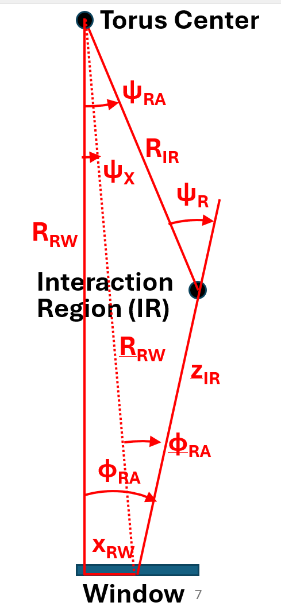 Torus Center
ψRA
RIR
ψX
ψR
RRW
Interaction
Region (IR)
RRW
zIR
ϕRA
ϕRA
xRW
Window 7